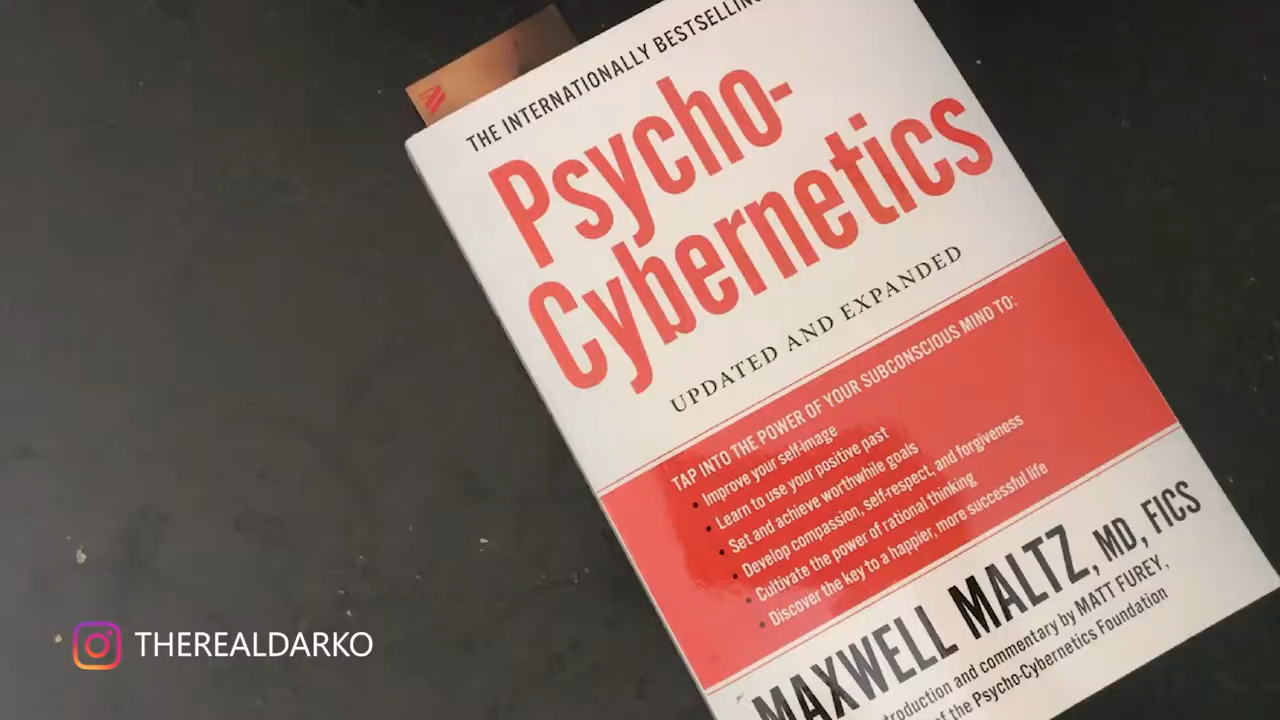 THE INTERNATIONALLY BESTSELLING
Psycho-
Cybernetics
UPDATED AND EXPANDED
TAP INTO THE POWER OF YOUR SUBCONSCIOUS MIND TO:
• Improve your self-image
• Learn to use your positive past
• Set and achieve worthwhile goals
• Develop compassion, self-respect, and forgiveness
• Cultivate the power of rational thinking
• Discover the key to a happier, more successful life
MAXWELL MALTZ, MD, FICS
troduction and commentary by MATT FUREY,
of the Psycho-Cybernetics Foundation
THEREALDARKO